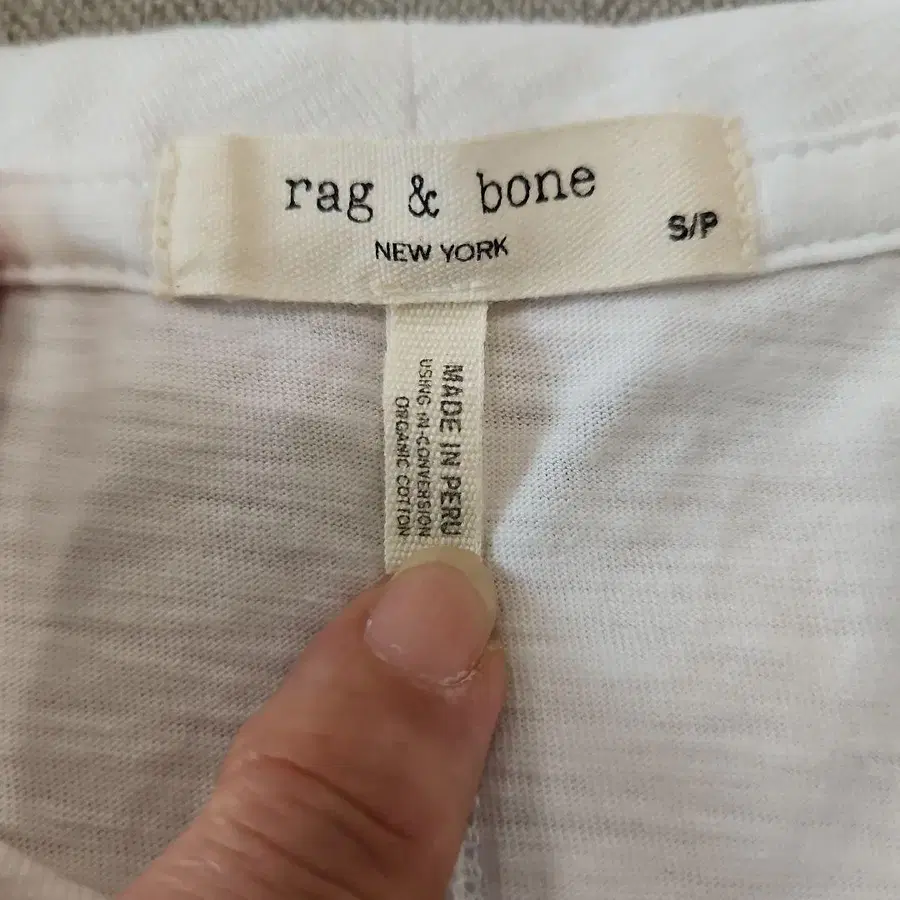 rag & bone
NEW YORK
S/P
MADE IN PERU
USING IN-CONVERSION
ORGANIC COTTON